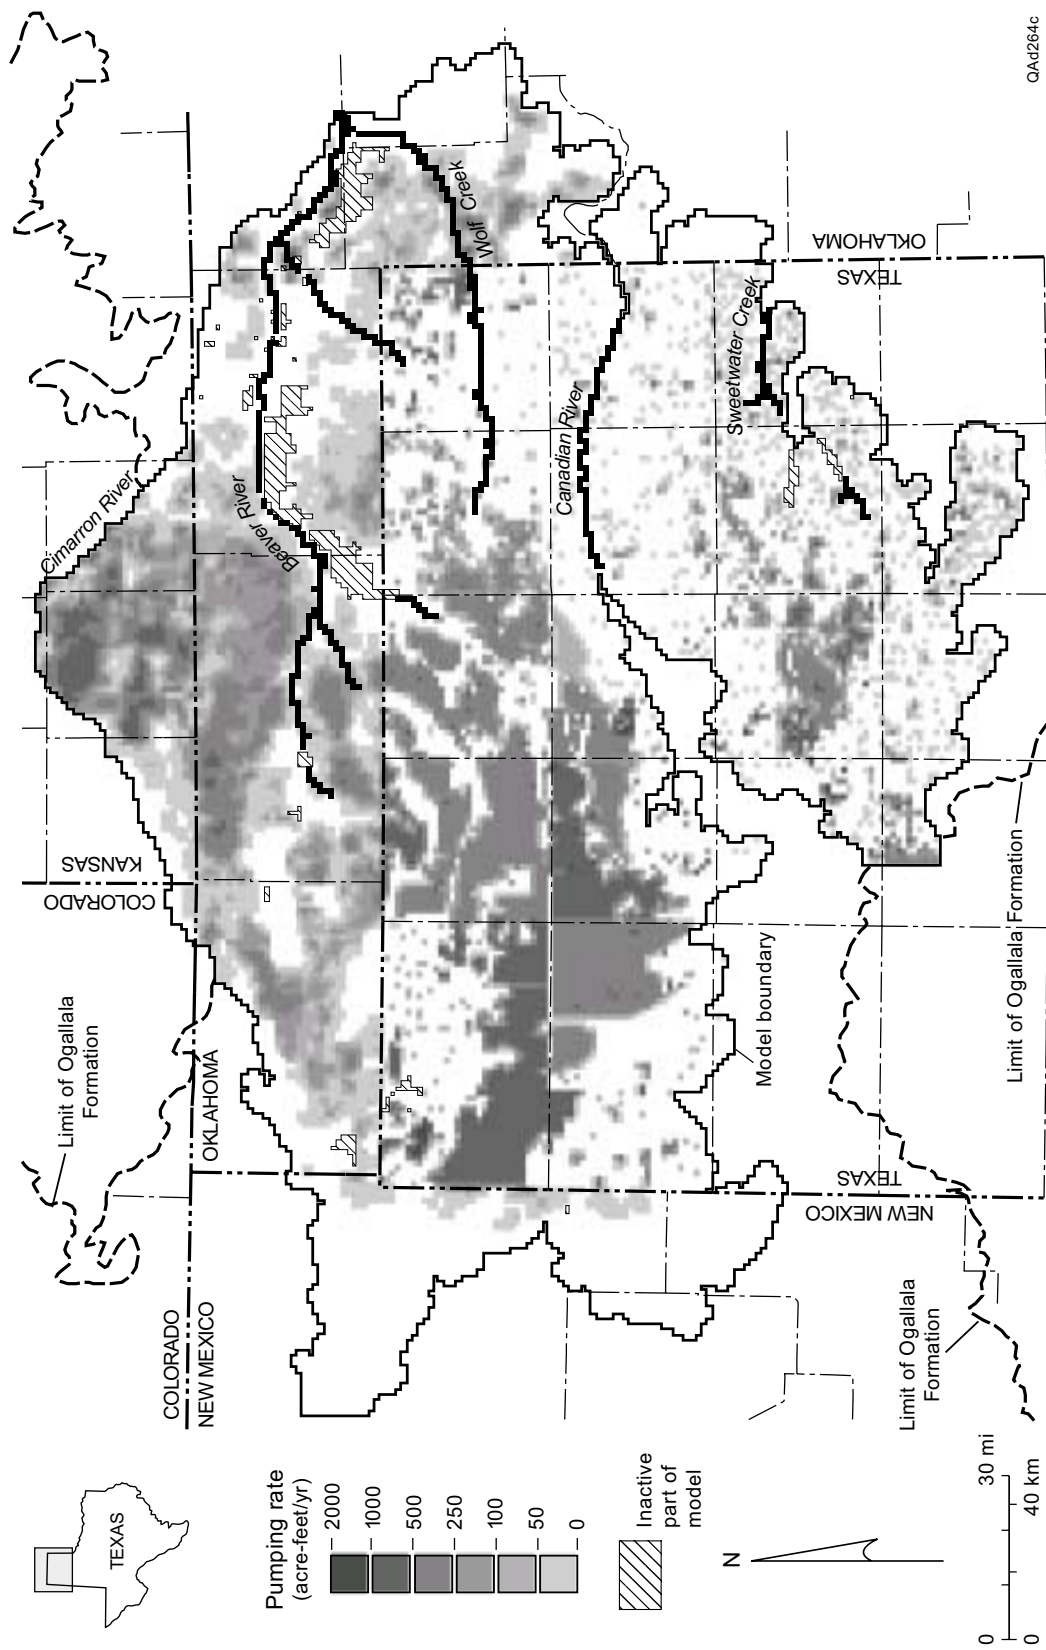 Limit of Ogallala
Formation
COLORADO
NEW MEXICO
OKLAHOMA
COLORADO
KANSAS
Cimarron River
Beaver River
Wolf Creek
Canadian River
Sweetwater Creek
OKLAHOMA
TEXAS
Model boundary
NEW MEXICO
TEXAS
Limit of Ogallala
Formation
Limit of Ogallala Formation
TEXAS
Pumping rate
(acre-feet/yr)
2000
1000
500
250
100
50
0
Inactive
part of
model
N
0
30 mi
0
40 km
QAd264c